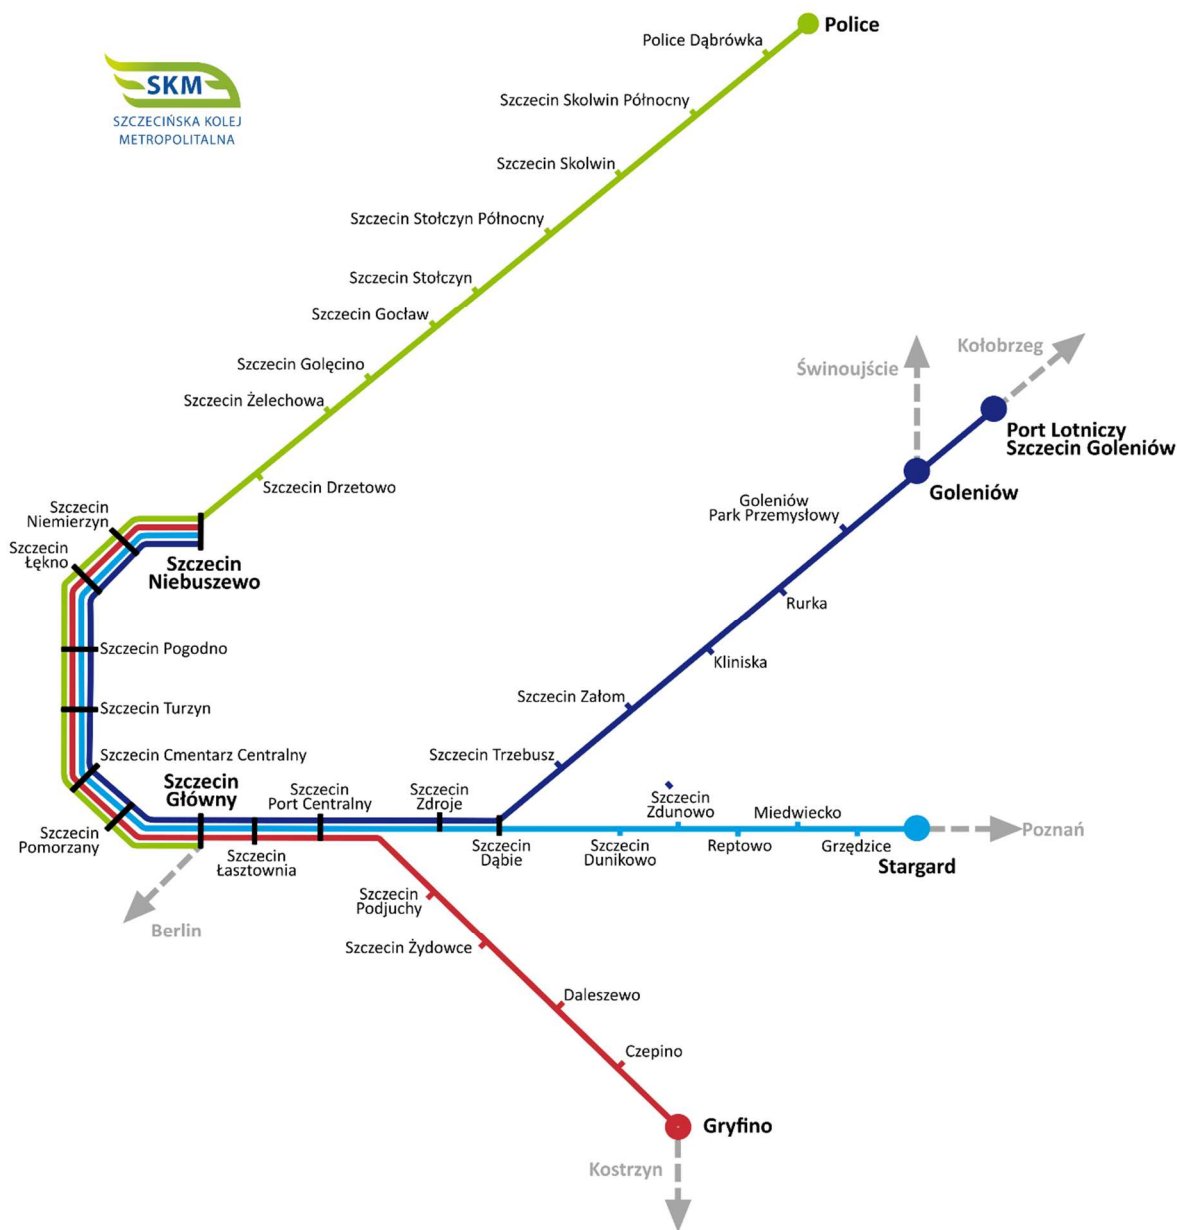 Police
Police Dąbrówka
SKM
SZCZECIŃSKA KOLEJ
METROPOLITALNA
Szczecin Skolwin Północny
Szczecin Skolwin
Szczecin Stołczyn Północny
Szczecin Stołczyn
Szczecin Gocław
Szczecin Golęcino
Szczecin Żelechowa
Szczecin Drzetowo
Kołobrzeg
Świnoujście
Port Lotniczy
Szczecin Goleniów
Goleniów
Goleniów
Park Przemysłowy
Rurka
Kliniska
Szczecin Załom
Szczecin Trzebusz
Szczecin
Niemierzyn
Szczecin
Łękno
Szczecin
Niebuszewo
Szczecin Pogodno
Szczecin Turzyn
Szczecin Cmentarz Centralny
Szczecin
Główny
Szczecin
Port Centralny
Szczecin
Zdroje
Szczecin
Zdunowo
Miedwiecko
Szczecin
Pomorzany
Szczecin
Łasztownia
Szczecin
Dąbie
Szczecin
Dunikowo
Reptowo
Grzędzice
Stargard
Poznań
Berlin
Szczecin
Podjuchy
Szczecin Żydowce
Daleszewo
Czepino
Gryfino
Kostrzyn